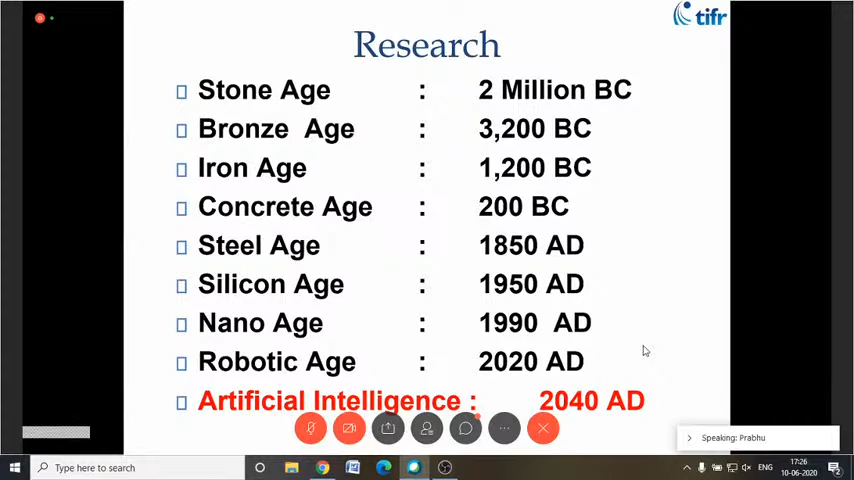 tifr
Research
Stone Age : 2 Million BC
Bronze Age : 3,200 BC
Iron Age : 1,200 BC
Concrete Age : 200 BC
Steel Age : 1850 AD
Silicon Age : 1950 AD
Nano Age : 1990 AD
Robotic Age : 2020 AD
Artificial Intelligence : 2040 AD
Speaking: Prabhu
Type here to search
ENG
17:26
10-06-2020
2